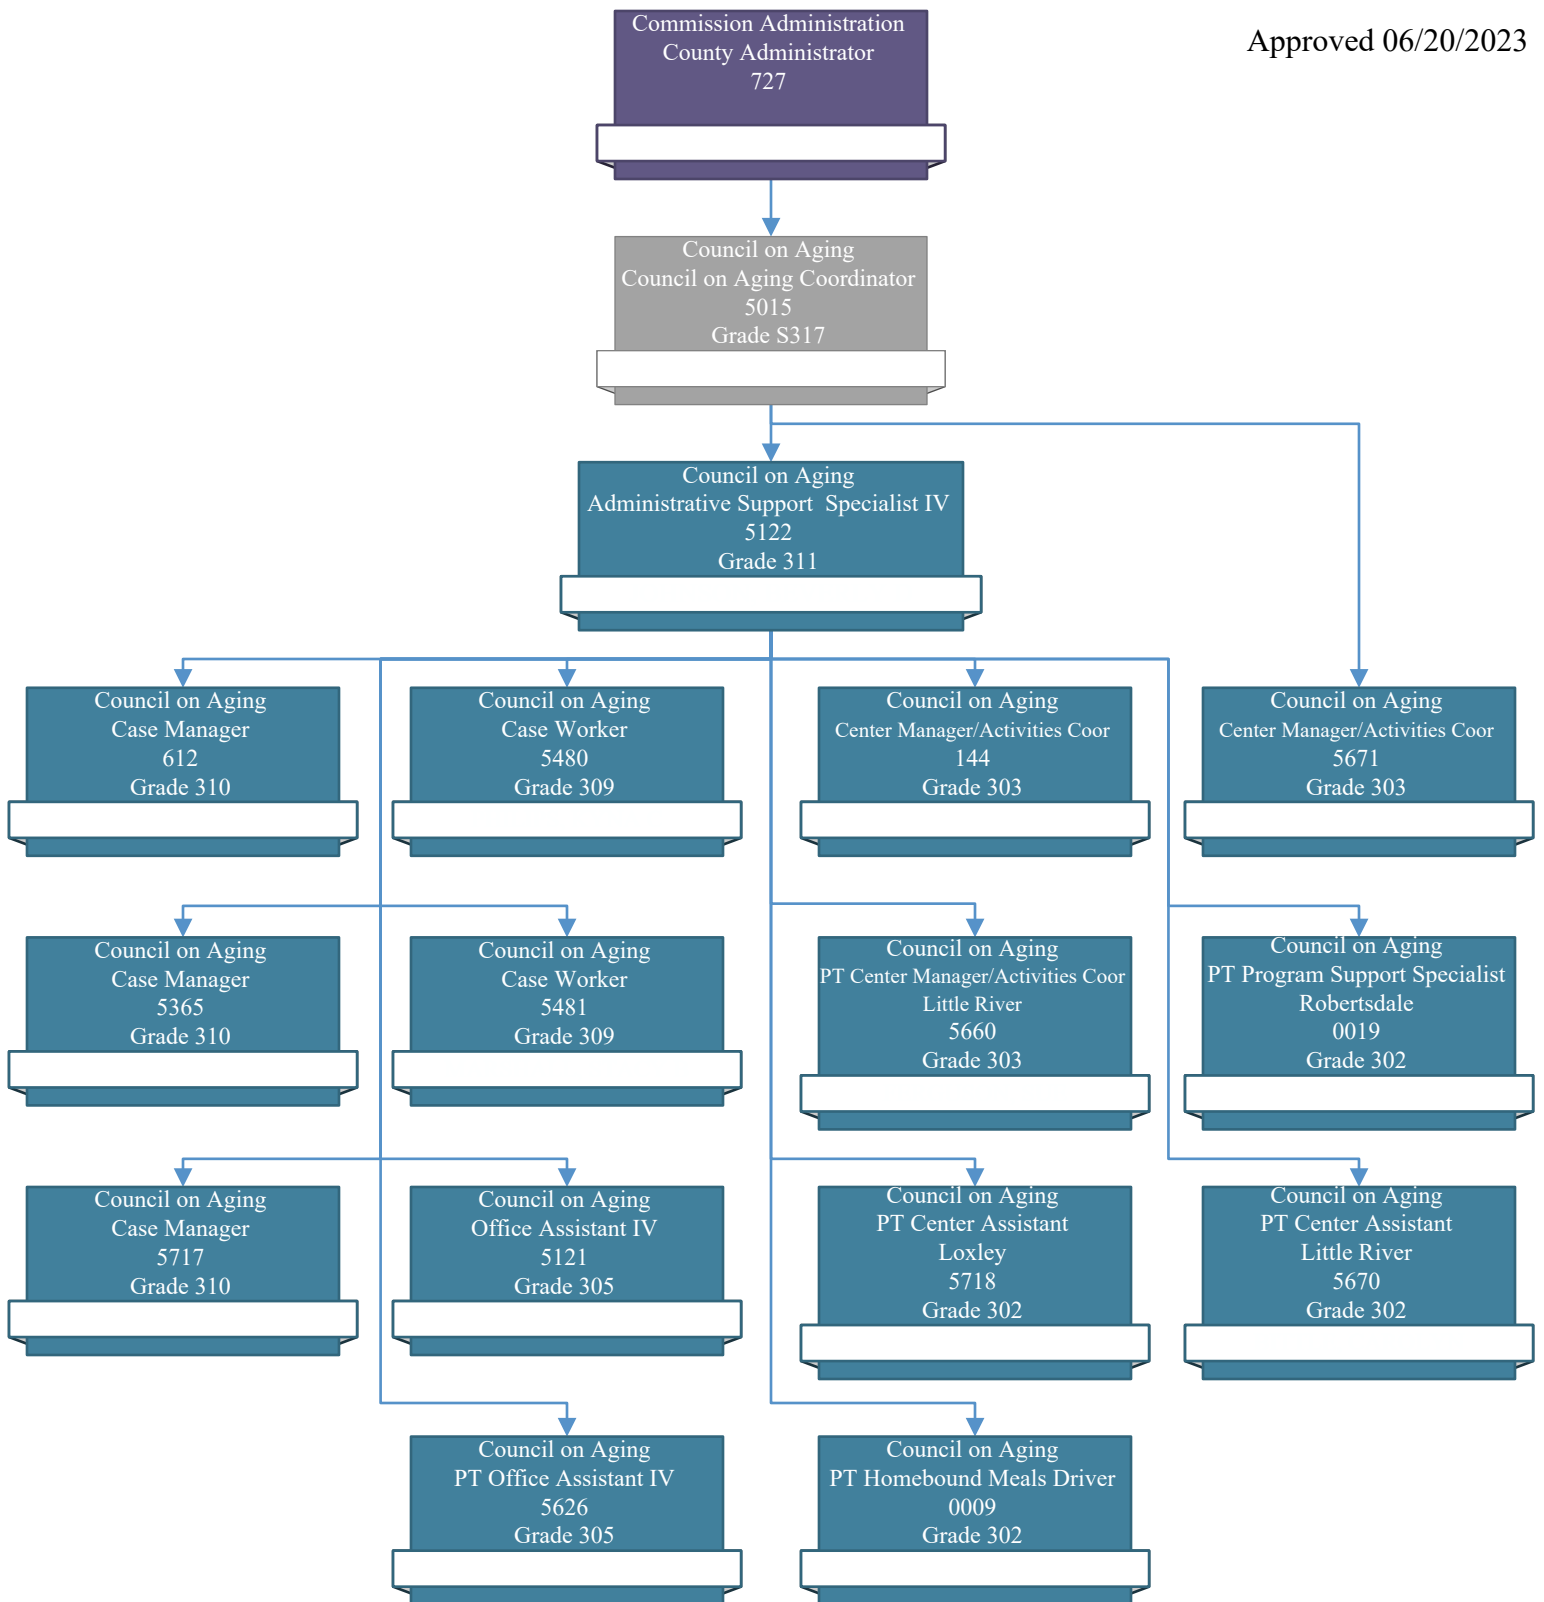 Commission Administration
County Administrator
727
Approved 06/20/2023
Council on Aging
Council on Aging Coordinator
5015
Grade S317
Council on Aging
Administrative Support  Specialist IV
5122
Grade 311
Council on Aging
Case Manager
612
Grade 310
Council on Aging
Case Worker
5480
Grade 309
Council on Aging
Center Manager/Activities Coor
144
Grade 303
Council on Aging
Center Manager/Activities Coor
5671
Grade 303
Council on Aging
Case Manager
5365
Grade 310
Council on Aging
Case Worker
5481
Grade 309
Council on Aging
PT Center Manager/Activities Coor
Little River
5660
Grade 303
Council on Aging
PT Program Support Specialist
Robertsdale
0019
Grade 302
Council on Aging
Case Manager
5717
Grade 310
Council on Aging
Office Assistant IV
5121
Grade 305
Council on Aging
PT Center Assistant
Loxley
5718
Grade 302
Council on Aging
PT Center Assistant
Little River
5670
Grade 302
Council on Aging
PT Office Assistant IV
5626
Grade 305
Council on Aging
PT Homebound Meals Driver
0009
Grade 302